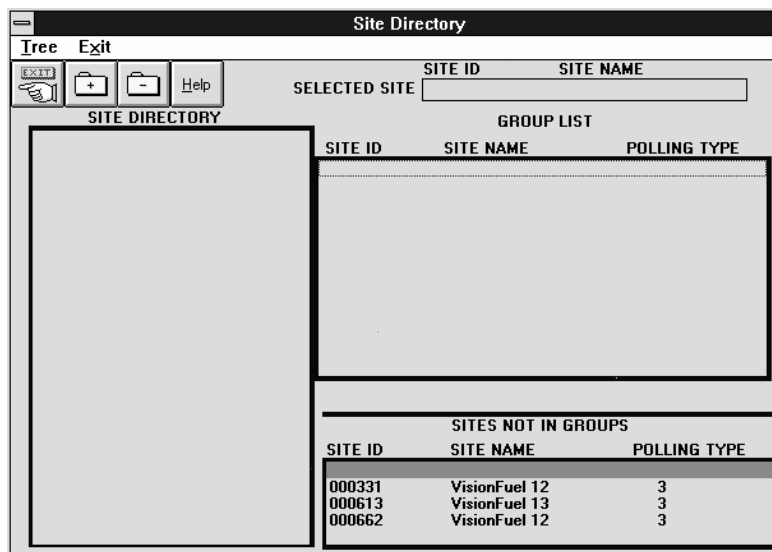 Site Directory
Tree Exit
EXIT + - Help
SITE ID SITE NAME
SELECTED SITE
SITE DIRECTORY
GROUP LIST
SITE ID SITE NAME POLLING TYPE
SITES NOT IN GROUPS
SITE ID SITE NAME POLLING TYPE
000331 VisionFuel 12 3
000613 VisionFuel 13 3
000662 VisionFuel 12 3